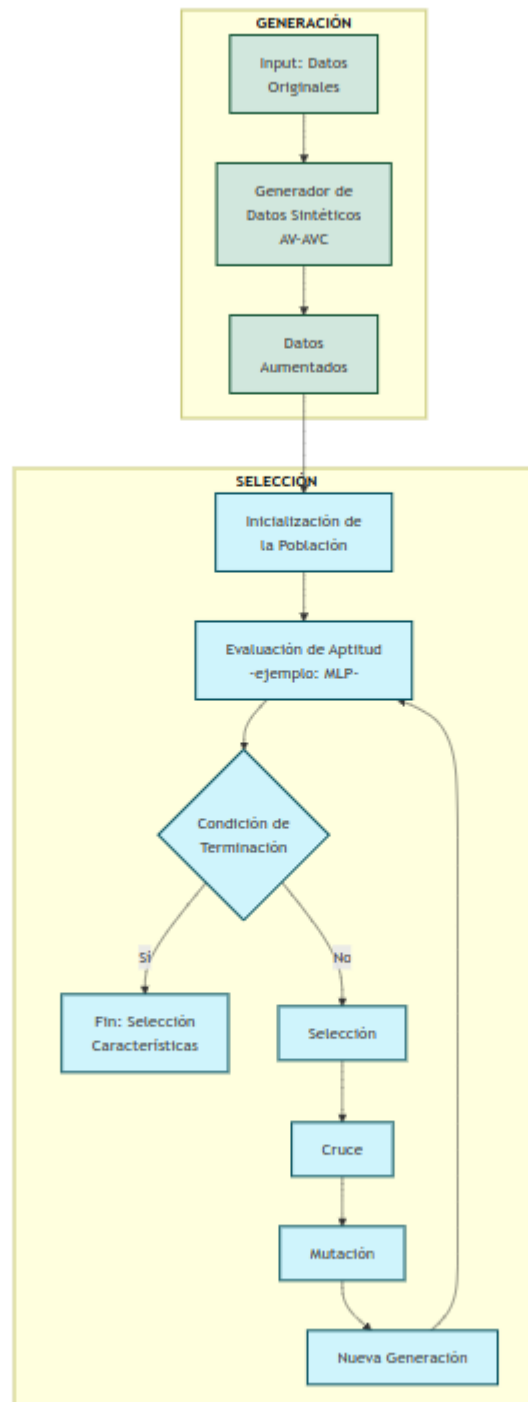 GENERACIÓN
Input: Datos
Originales
Generador de
Datos Sintéticos
AV-AVC
Datos
Aumentados
SELECCIÓN
Inicialización de
la Población
Evaluación de Aptitud
-ejemplo: MLP-
Condición de
Terminación
Sí
No
Fin: Selección
Características
Selección
Cruce
Mutación
Nueva Generación